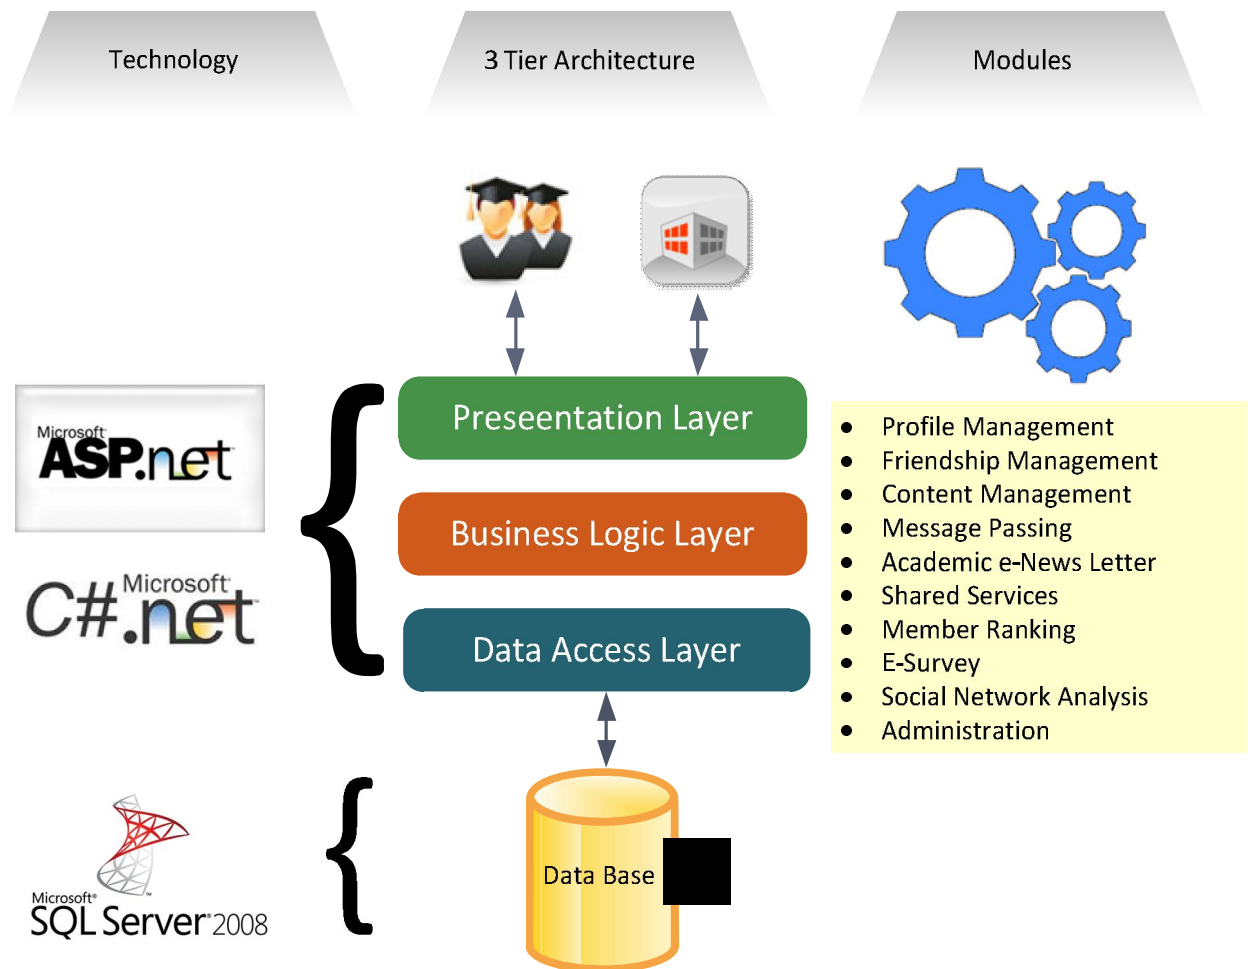 Technology
3 Tier Architecture
Modules
Microsoft
ASP.net
Microsoft
C#.net
Preseentation Layer
Business Logic Layer
Data Access Layer
Profile Management
Friendship Management
Content Management
Message Passing
Academic e-News Letter
Shared Services
Member Ranking
E-Survey
Social Network Analysis
Administration
Microsoft®
SQL Server® 2008
Data Base